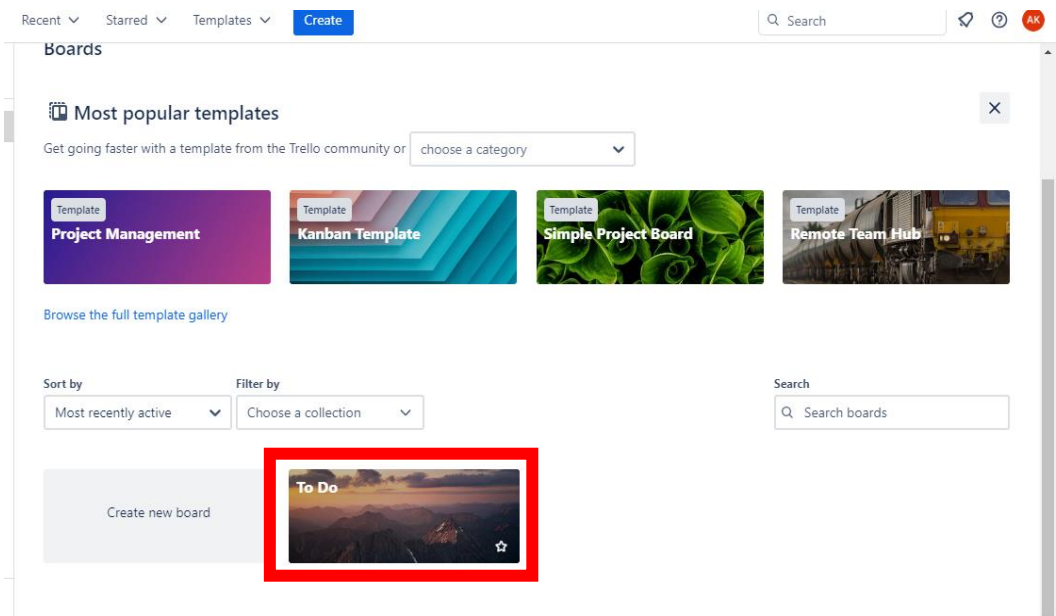 Recent Starred Templates Create Search AK
Boards
Most popular templates
Get going faster with a template from the Trello community or choose a category
Template Template Template Template
Project Management Kanban Template Simple Project Board Remote Team Hub
Browse the full template gallery
Sort by Filter by Search
Most recently active Choose a collection Search boards
To Do
Create new board